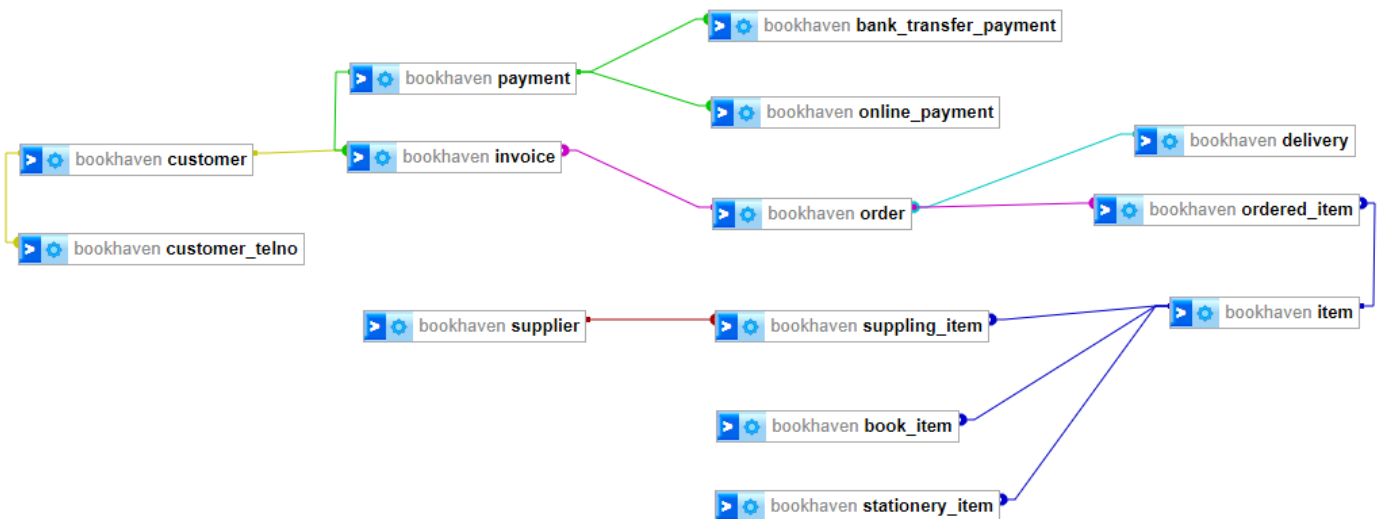 bookhaven bank_transfer_payment
bookhaven payment
bookhaven online_payment
bookhaven delivery
bookhaven customer
bookhaven invoice
bookhaven order
bookhaven ordered_item
bookhaven customer_telno
bookhaven supplier
bookhaven suppling_item
bookhaven item
bookhaven book_item
bookhaven stationery_item